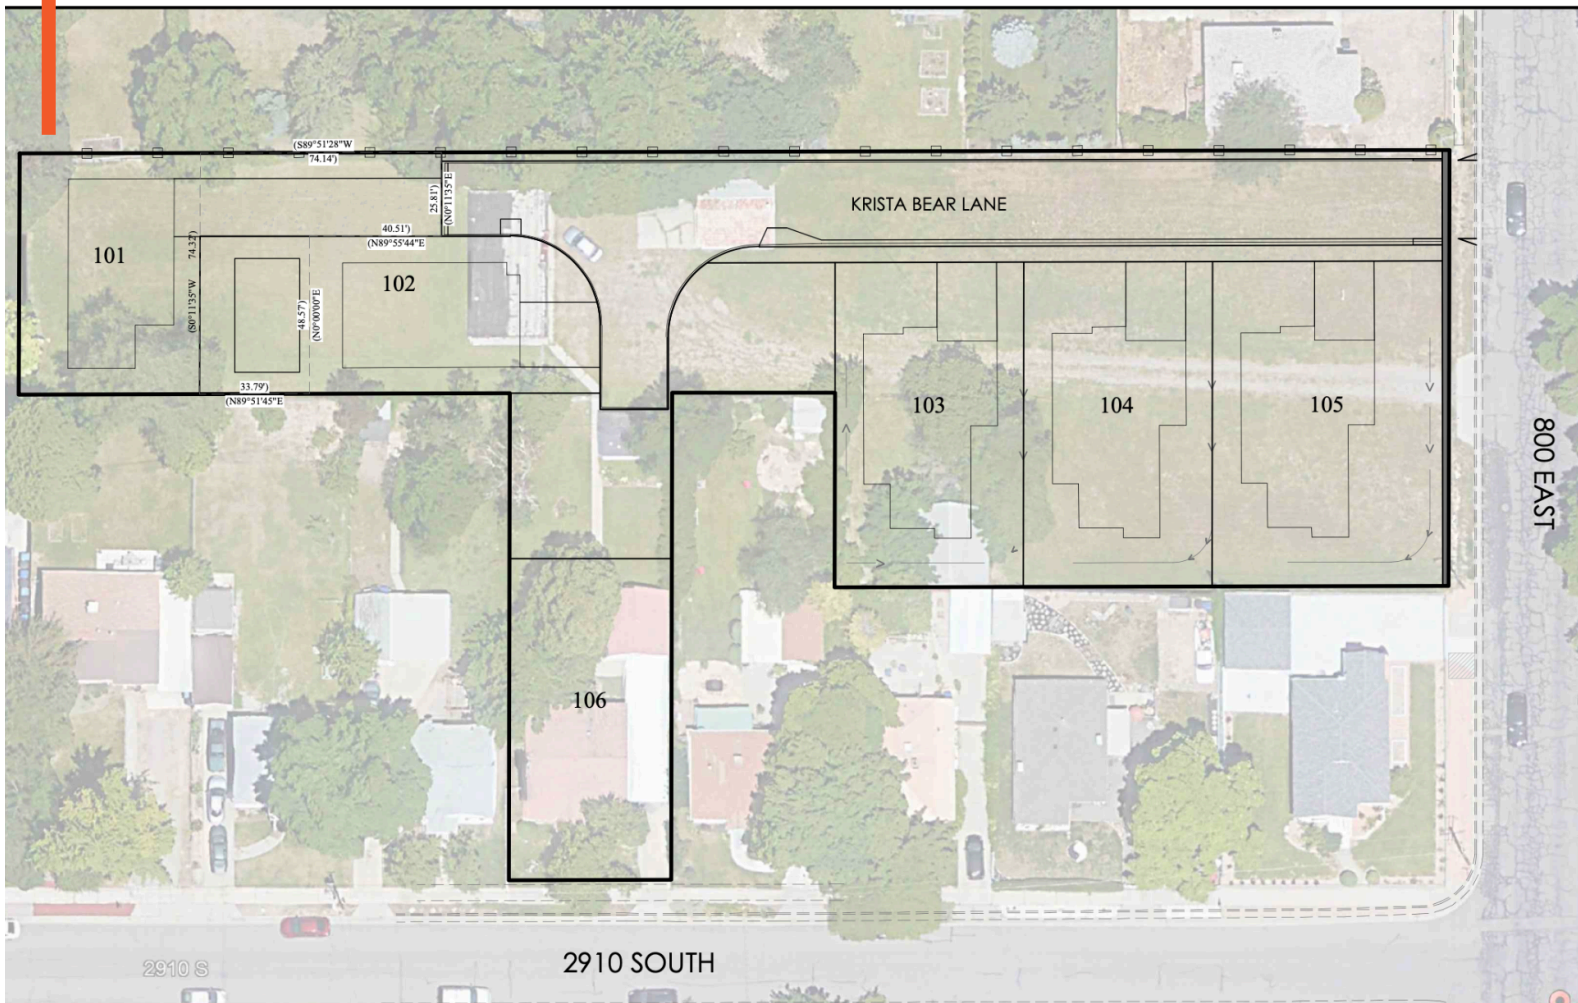 (S89°51'28"W
74.14')
KRISTA BEAR LANE
25.81')
(N0°11'35"E
101
74.32')
(S0°11'35"W
40.51')
(N89°55'44"E
102
48.57')
(N0°00'00"E
33.79')
(N89°51'45"E
103
104
105
800 EAST
106
2910 SOUTH
2910 S